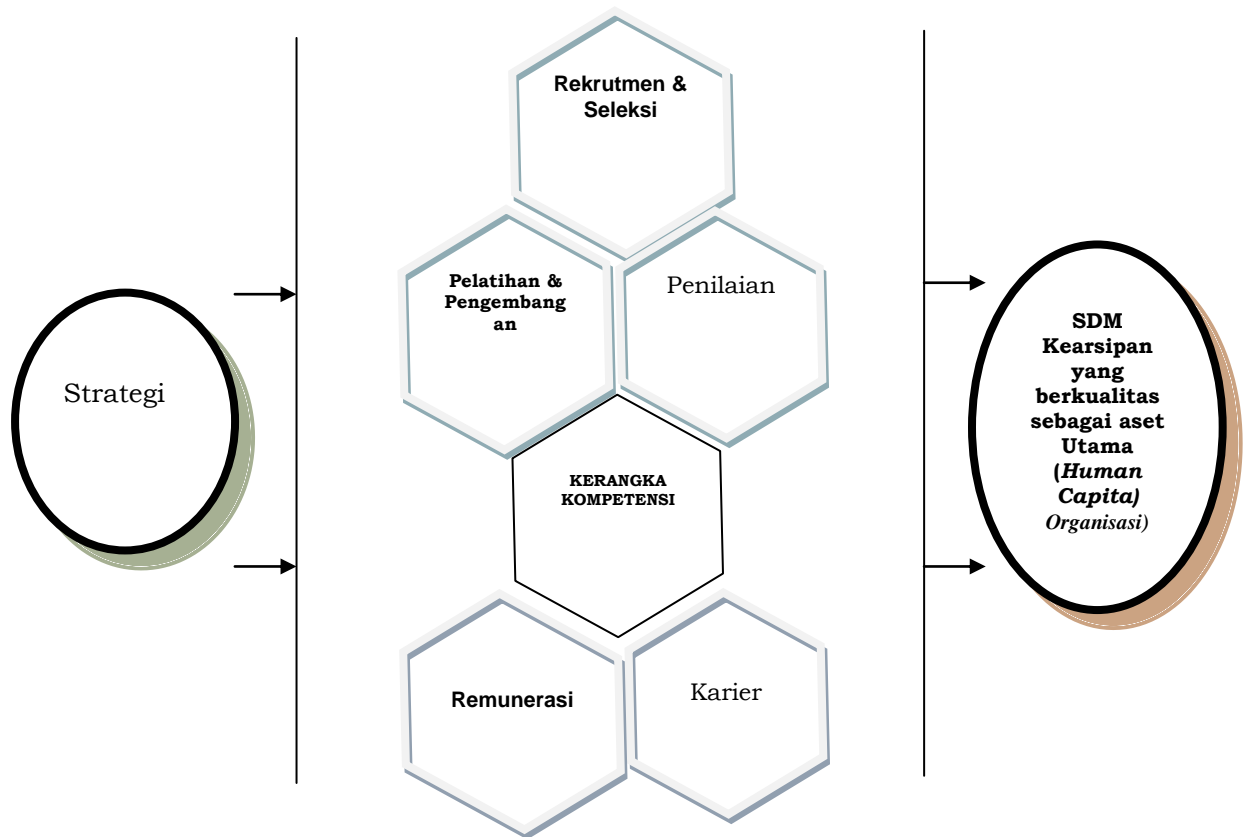 Rekrutmen &
Seleksi
Pelatihan &
Pengembang
an
Penilaian
Strategi
KERANGKA
KOMPETENSI
SDM
Kearsipan
yang
berkualitas
sebagai aset
Utama
(Human
Capita)
Organisasi)
Remunerasi
Karier